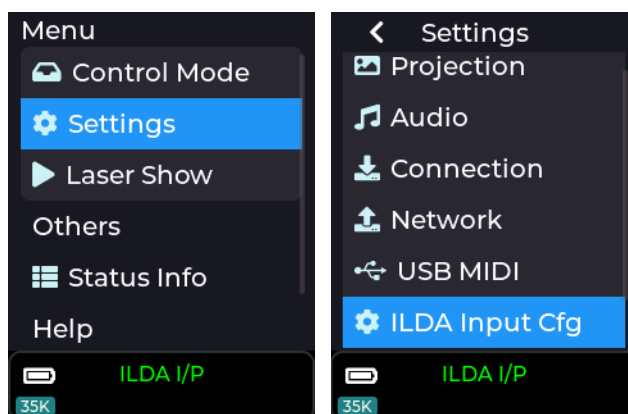 Menu
Control Mode
Settings
Laser Show
Others
Status Info
Help
ILDA I/P
35K
Settings
Projection
Audio
Connection
Network
USB MIDI
ILDA Input Cfg
ILDA I/P
35K